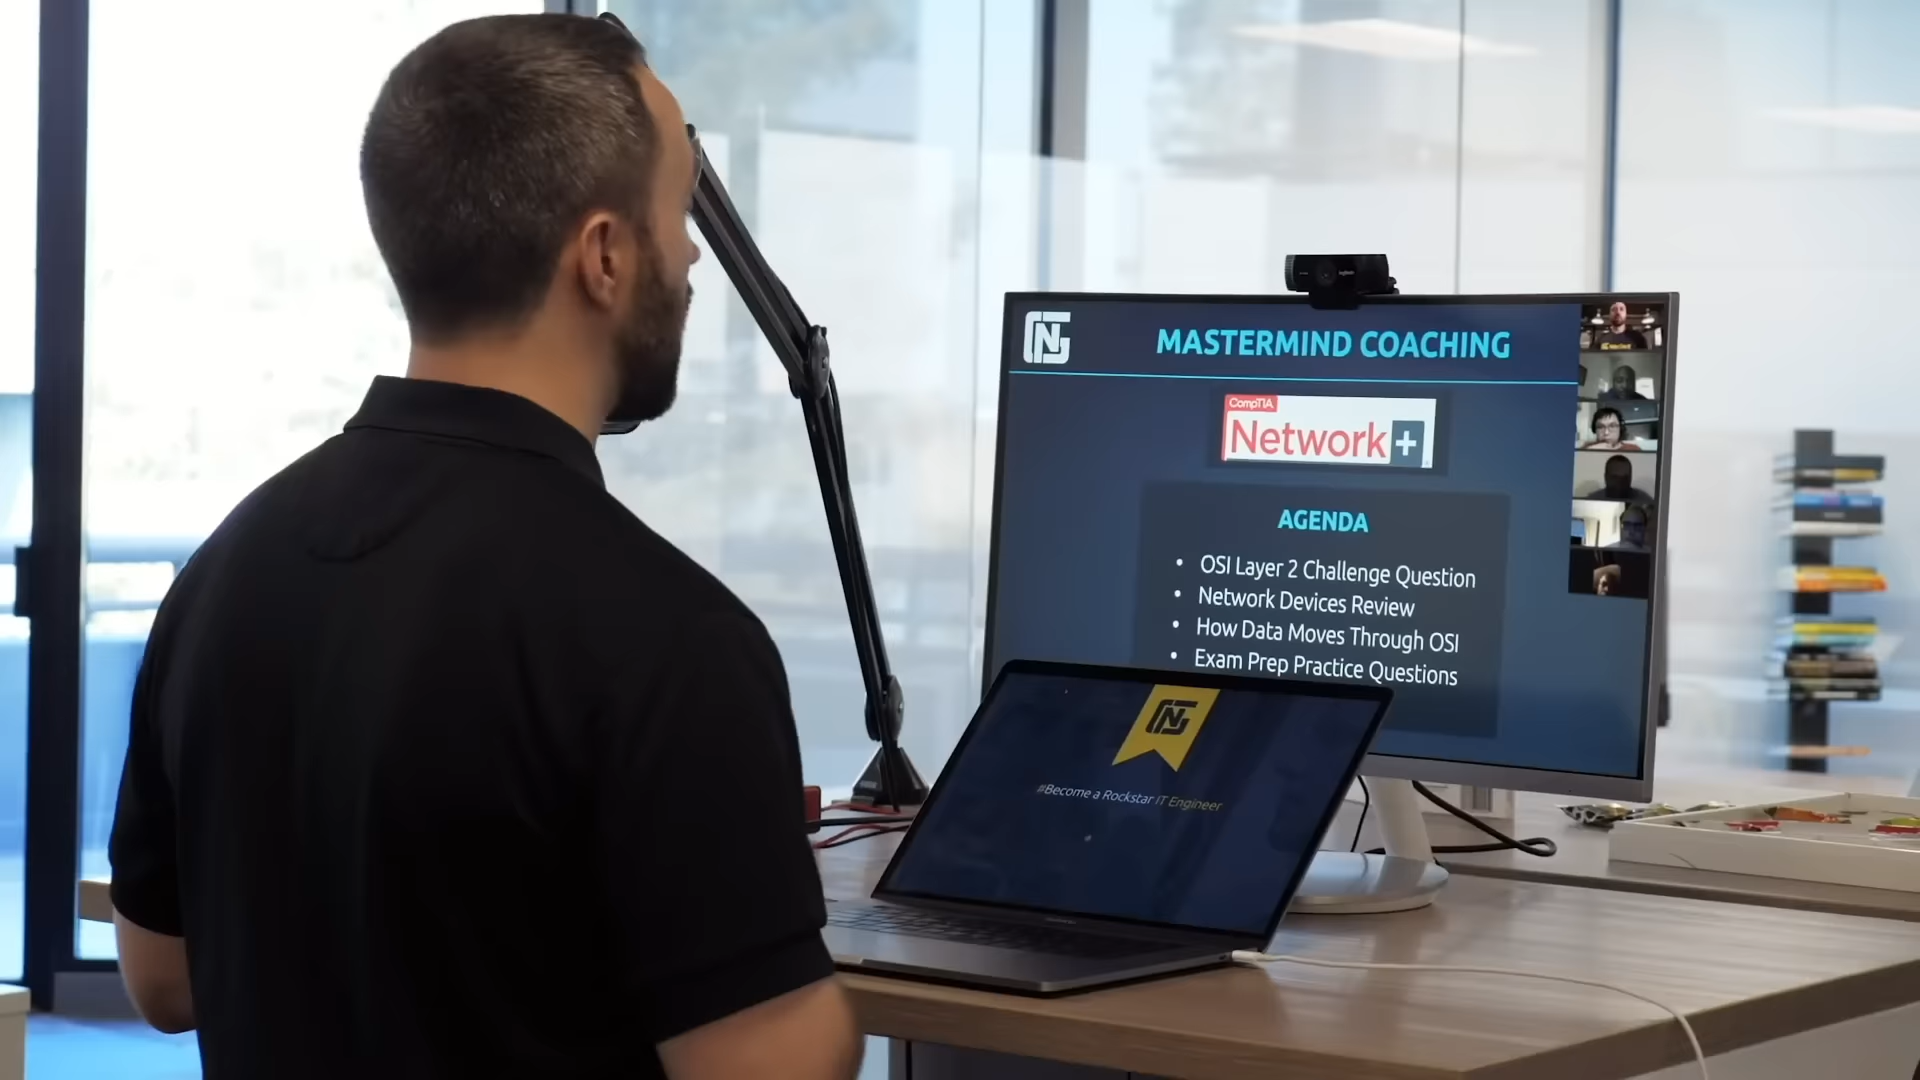 MASTERMIND COACHING
CompTIA
Network+
AGENDA
• OSI Layer 2 Challenge Question
• Network Devices Review
• How Data Moves Through OSI
• Exam Prep Practice Questions
#Become a Rockstar IT Engineer